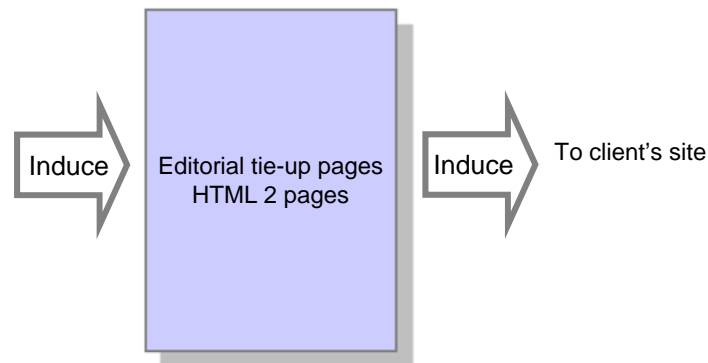 Induce
Editorial tie-up pages
HTML 2 pages
Induce
To client's site